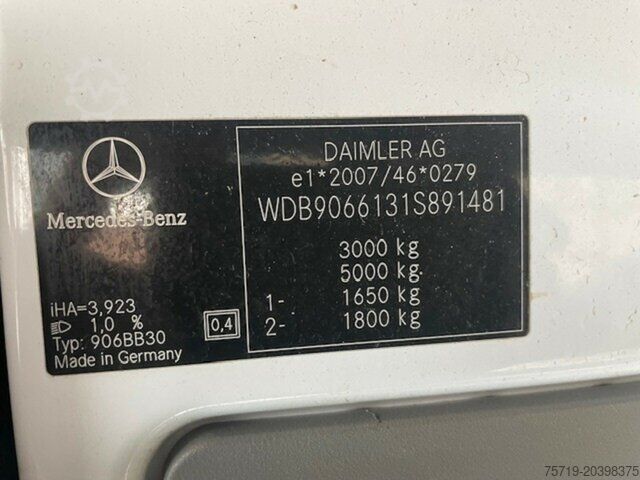 Mercedes-Benz
iHA=3,923
1,0 %
Typ: 906BB30
Made in Germany
0,4
DAIMLER AG
e1*2007/46*0279
WDB9066131S891481
3000 kg
5000 kg
1- 1650 kg
2- 1800 kg
75719-20398375